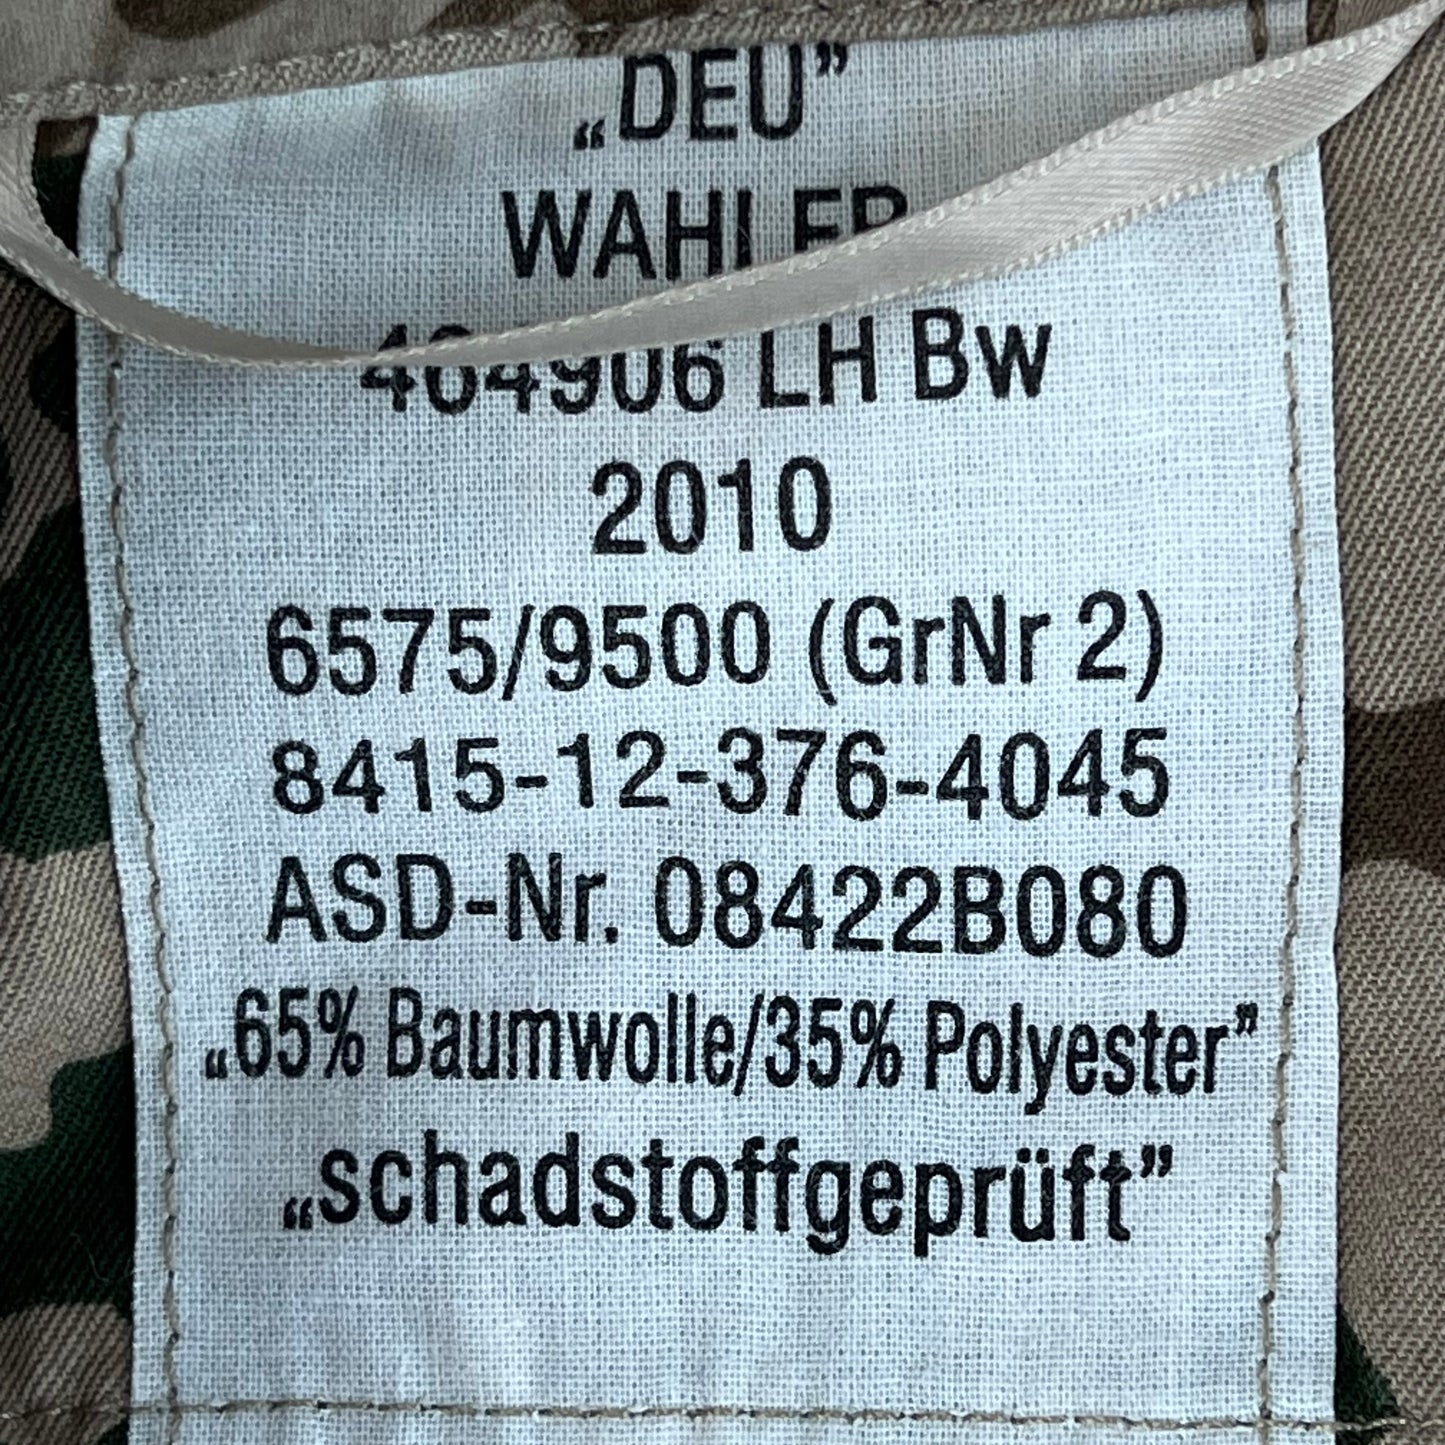 „DEU”
WAHLER
LH Bw
2010
6575/9500 (GrNr 2)
8415-12-376-4045
ASD-Nr. 08422B080
„65% Baumwolle/35% Polyester”
„schadstoffgeprüft”